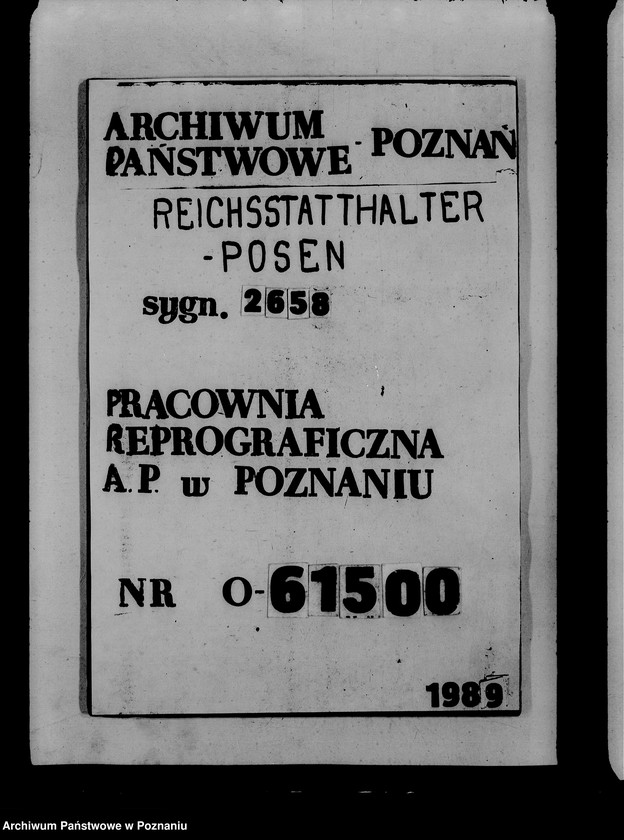 ARCHIWUM
PAŃSTWOWE - POZNAŃ
REICHSSTATTHALTER
-POSEN
sygn. 2658
PRACOWNIA
REPROGRAFICZNA
A.P. w POZNANIU
NR O-61500
1989
Archiwum Państwowe w Poznaniu